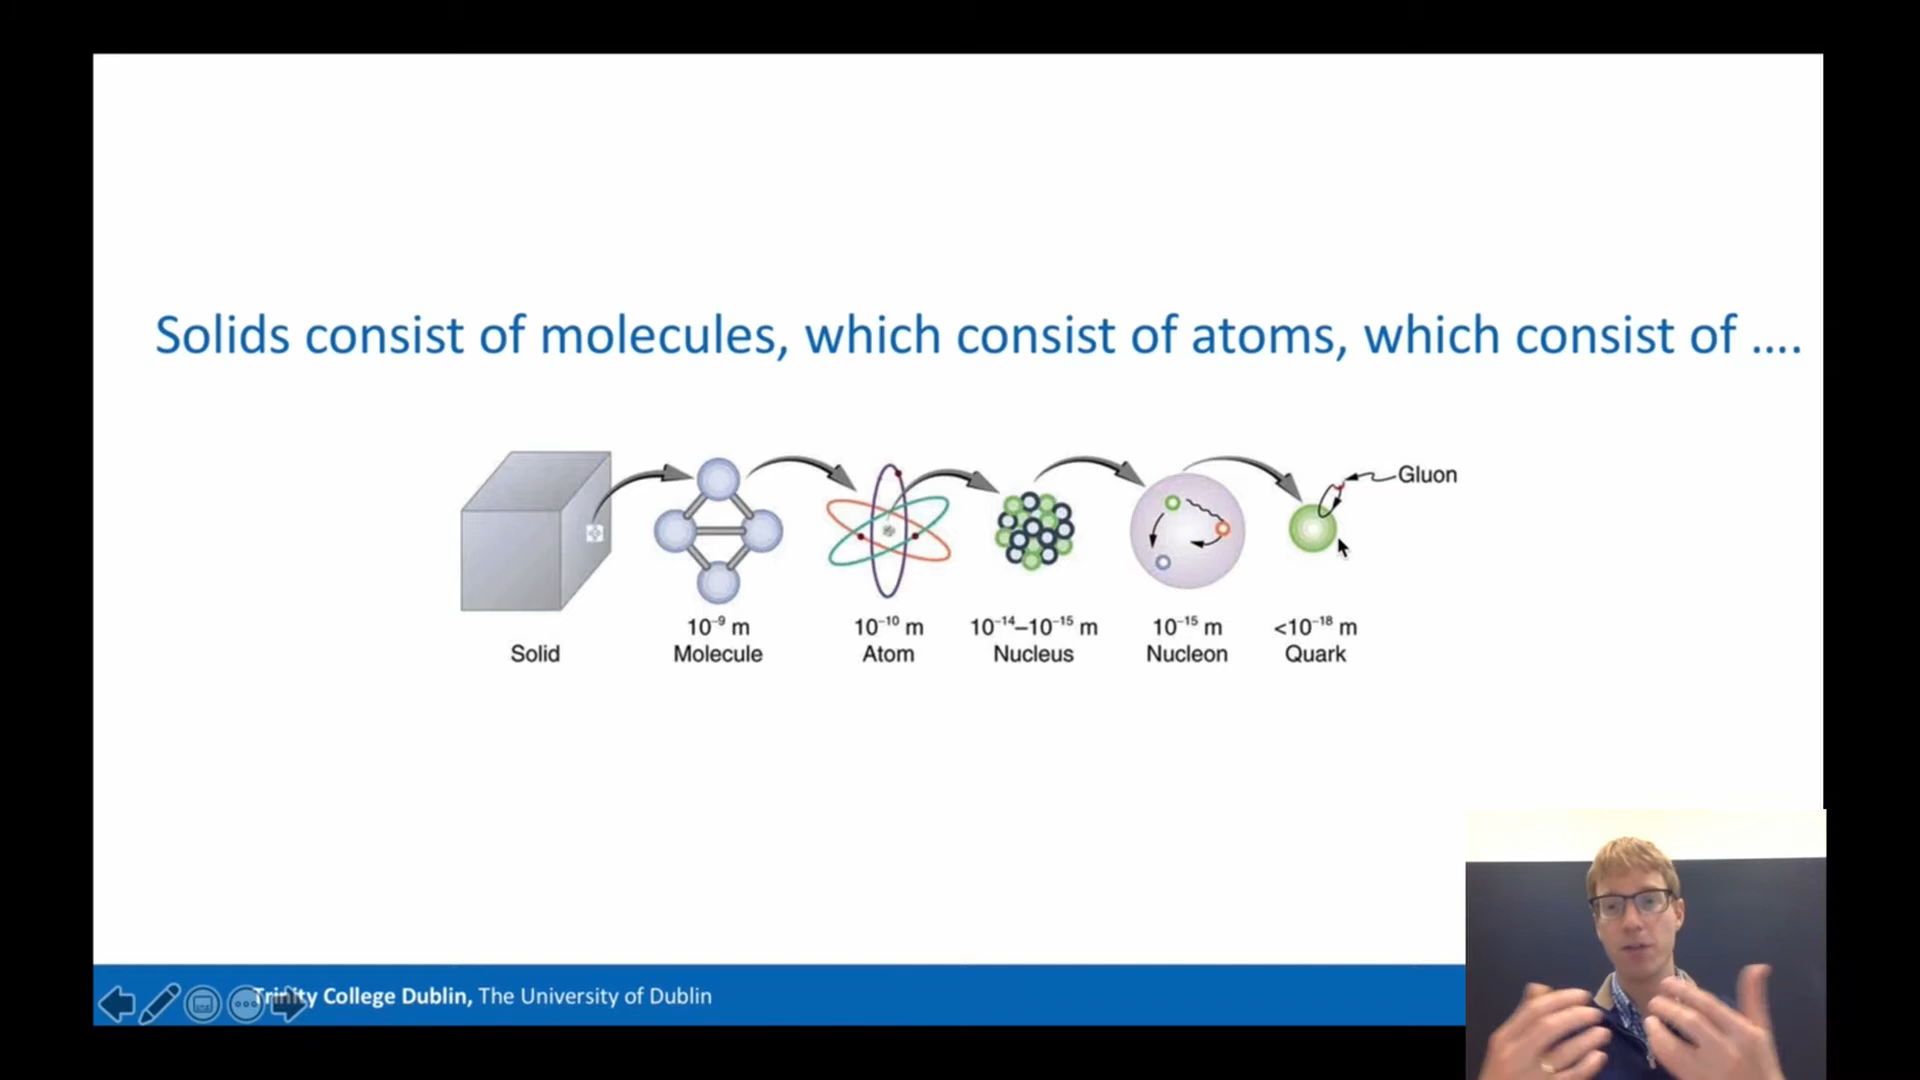 Solids consist of molecules, which consist of atoms, which consist of ....
Gluon
10⁻⁹ m
Molecule
10⁻¹⁰ m
Atom
10⁻¹⁴–10⁻¹⁵ m
Nucleus
10⁻¹⁵ m
Nucleon
<10⁻¹⁸ m
Quark
Solid
Trinity College Dublin, The University of Dublin